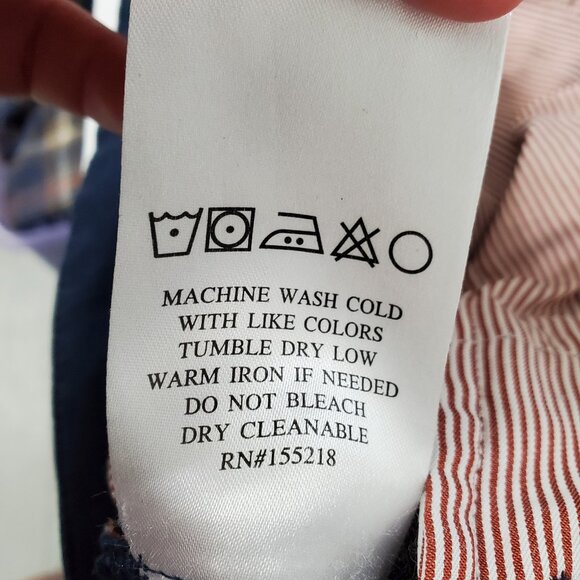 MACHINE WASH COLD
WITH LIKE COLORS
TUMBLE DRY LOW
WARM IRON IF NEEDED
DO NOT BLEACH
DRY CLEANABLE
RN#155218